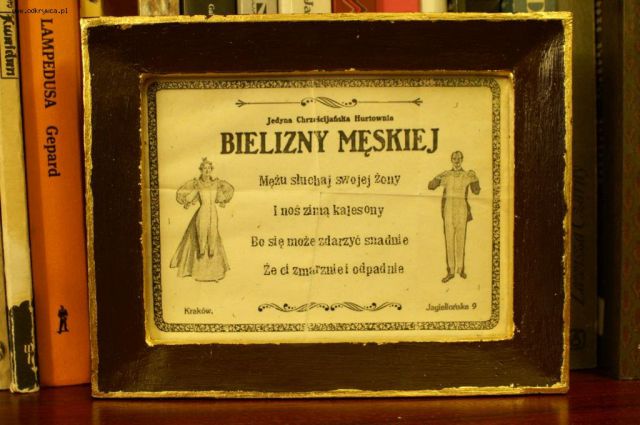 www.odkrywca.pl
LAMPEDUSA Gepard
Jedyna Chrześcijańska Hurtownia
BIELIZNY MĘSKIEJ
Mężu słuchaj swojej żony
I noś zimą kalesony
Bo się może zdarzyć snadnie
Że ci zmarznie i odpadnie
Kraków,
Jagiellońska 9